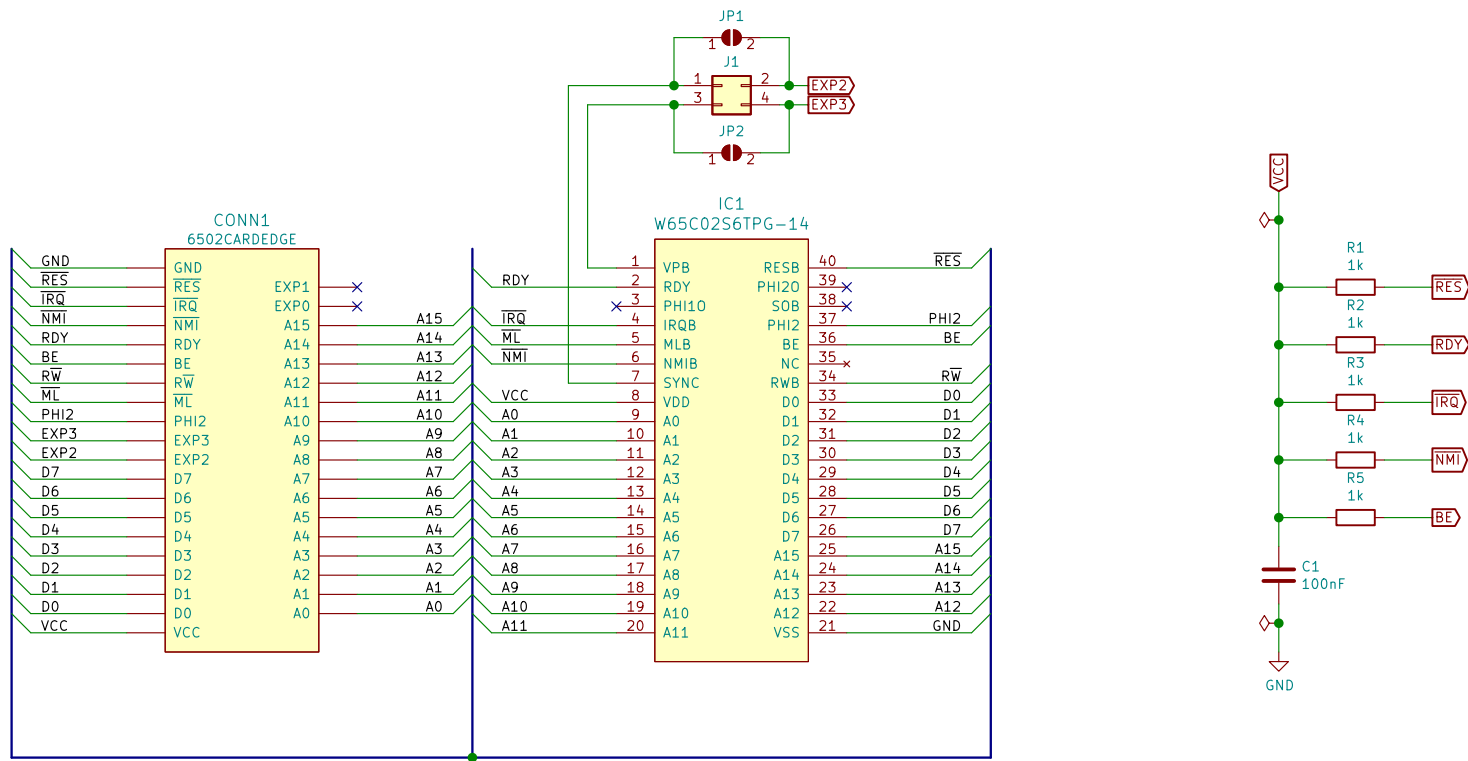 JP1
1 2
J1
1 2 EXP2
3 4 EXP3
JP2
1 2
CONN1
6502CARDEDGE
GND GND
RES RES EXP1
IRQ IRQ EXP0
NMI NMI A15 A15
RDY RDY A14 A14
BE BE A13 A13
RW RW A12 A12
ML ML A11 A11
PHI2 PHI2 A10 A10
EXP3 EXP3 A9 A9
EXP2 EXP2 A8 A8
D7 D7 A7 A7
D6 D6 A6 A6
D5 D5 A5 A5
D4 D4 A4 A4
D3 D3 A3 A3
D2 D2 A2 A2
D1 D1 A1 A1
D0 D0 A0 A0
VCC VCC
IC1
W65C02S6TPG-14
1 VPB RESB 40 RES
RDY 2 RDY PHI2O 39
3 PHI1O SOB 38
IRQ 4 IRQB PHI2 37 PHI2
ML 5 MLB BE 36 BE
NMI 6 NMIB NC 35
7 SYNC RWB 34 RW
VCC 8 VDD D0 33 D0
A0 9 A0 D1 32 D1
A1 10 A1 D2 31 D2
A2 11 A2 D3 30 D3
A3 12 A3 D4 29 D4
A4 13 A4 D5 28 D5
A5 14 A5 D6 27 D6
A6 15 A6 D7 26 D7
A7 16 A7 A15 25 A15
A8 17 A8 A14 24 A14
A9 18 A9 A13 23 A13
A10 19 A10 A12 22 A12
A11 20 A11 VSS 21 GND
VCC
R1
1k
RES
R2
1k
RDY
R3
1k
IRQ
R4
1k
NMI
R5
1k
BE
C1
100nF
GND